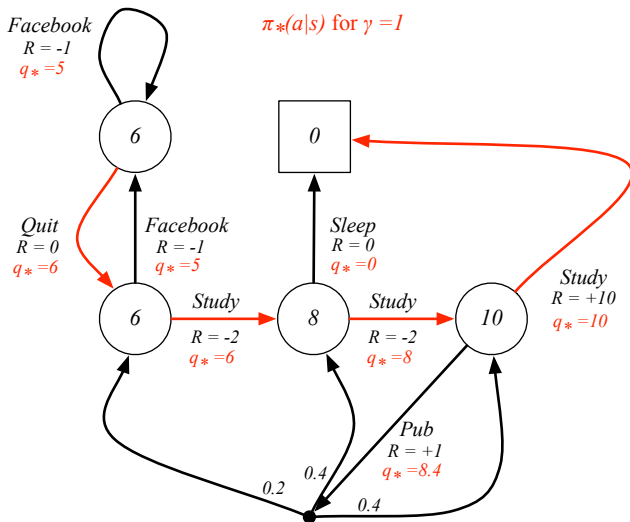 Facebook
R = -1
q* =5
π*(a|s) for γ =1
6
0
Quit
R = 0
q* =6
Facebook
R = -1
q* =5
Sleep
R = 0
q* =0
Study
R = +10
q* =10
6
Study
R = -2
q* =6
8
Study
R = -2
q* =8
10
Pub
R = +1
q* =8.4
0.2
0.4
0.4